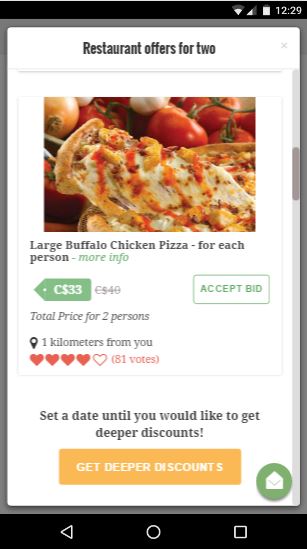 12:29
Restaurant offers for two
×
Large Buffalo Chicken Pizza - for each
person - more info
C$33 C$40
ACCEPT BID
Total Price for 2 persons
1 kilometers from you
(81 votes)
Set a date until you would like to get
deeper discounts!
GET DEEPER DISCOUNTS